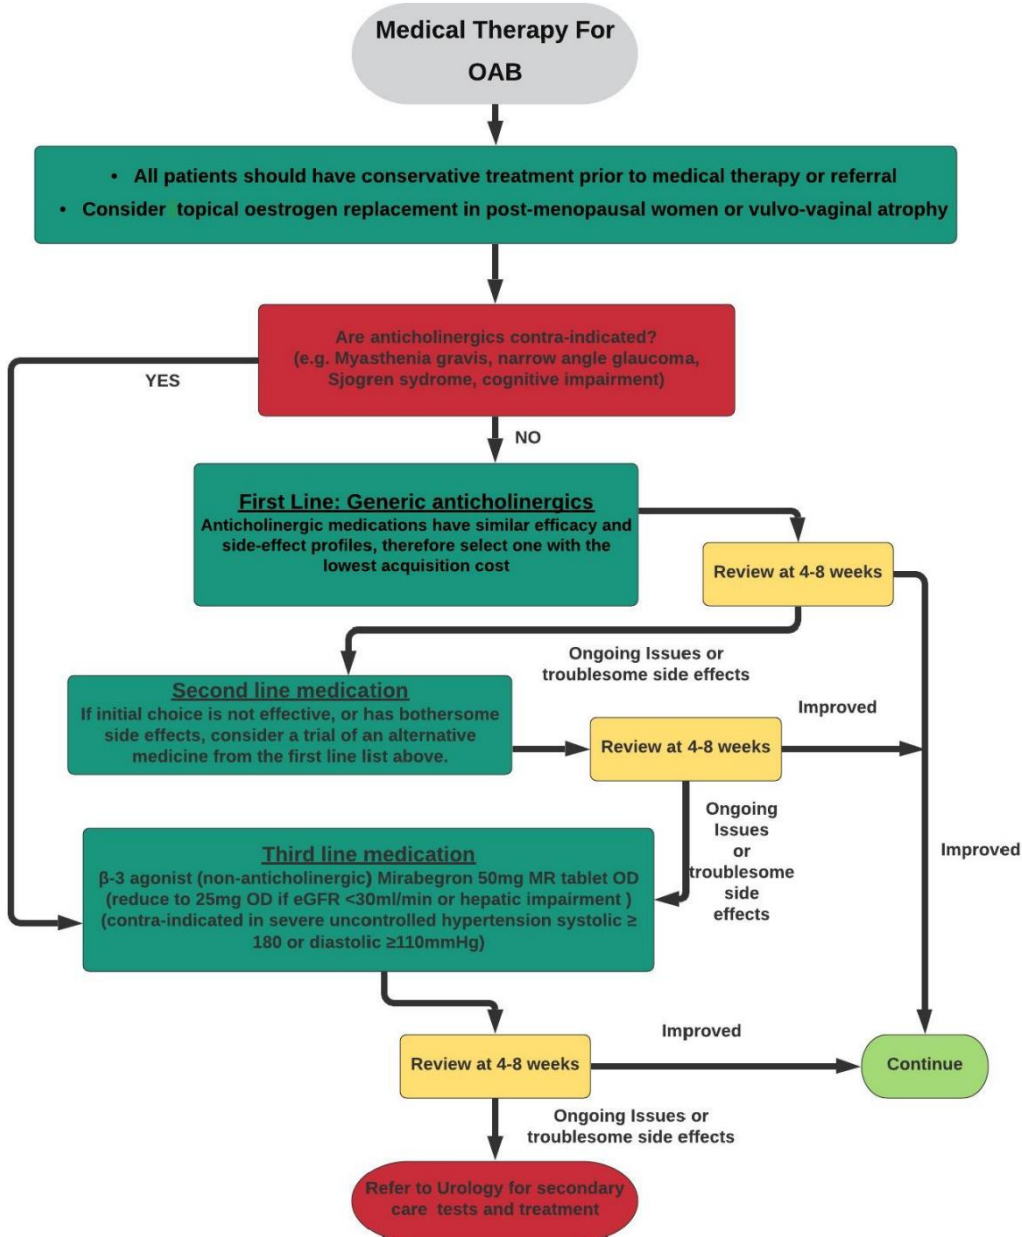 Medical Therapy For
OAB
• All patients should have conservative treatment prior to medical therapy or referral
• Consider topical oestrogen replacement in post-menopausal women or vulvo-vaginal atrophy
Are anticholinergics contra-indicated?
(e.g. Myasthenia gravis, narrow angle glaucoma,
Sjogren sydrome, cognitive impairment)
YES
NO
First Line: Generic anticholinergics
Anticholinergic medications have similar efficacy and
side-effect profiles, therefore select one with the
lowest acquisition cost
Review at 4-8 weeks
Ongoing Issues or
troublesome side effects
Second line medication
If initial choice is not effective, or has bothersome
side effects, consider a trial of an alternative
medicine from the first line list above.
Review at 4-8 weeks
Improved
Ongoing
Issues
or
troublesome
side
effects
Improved
Third line medication
β-3 agonist (non-anticholinergic) Mirabegron 50mg MR tablet OD
(reduce to 25mg OD if eGFR <30ml/min or hepatic impairment )
(contra-indicated in severe uncontrolled hypertension systolic ≥
180 or diastolic ≥110mmHg)
Review at 4-8 weeks
Improved
Continue
Ongoing Issues or
troublesome side effects
Refer to Urology for secondary
care tests and treatment